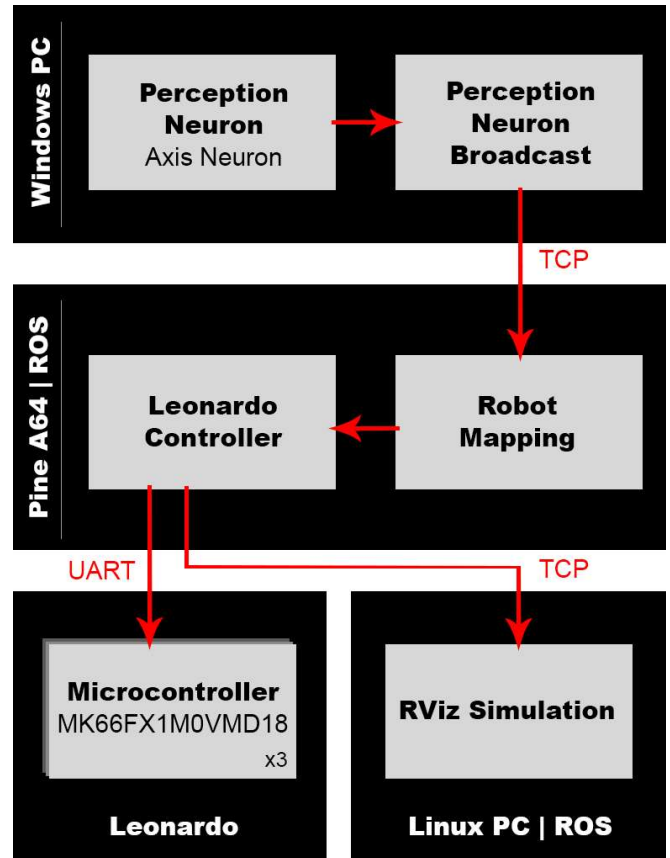 Windows PC
Perception
Neuron
Axis Neuron
Perception
Neuron
Broadcast
TCP
Pine A64 | ROS
Leonardo
Controller
Robot
Mapping
UART
TCP
Microcontroller
MK66FX1M0VMD18
x3
Leonardo
RViz Simulation
Linux PC | ROS